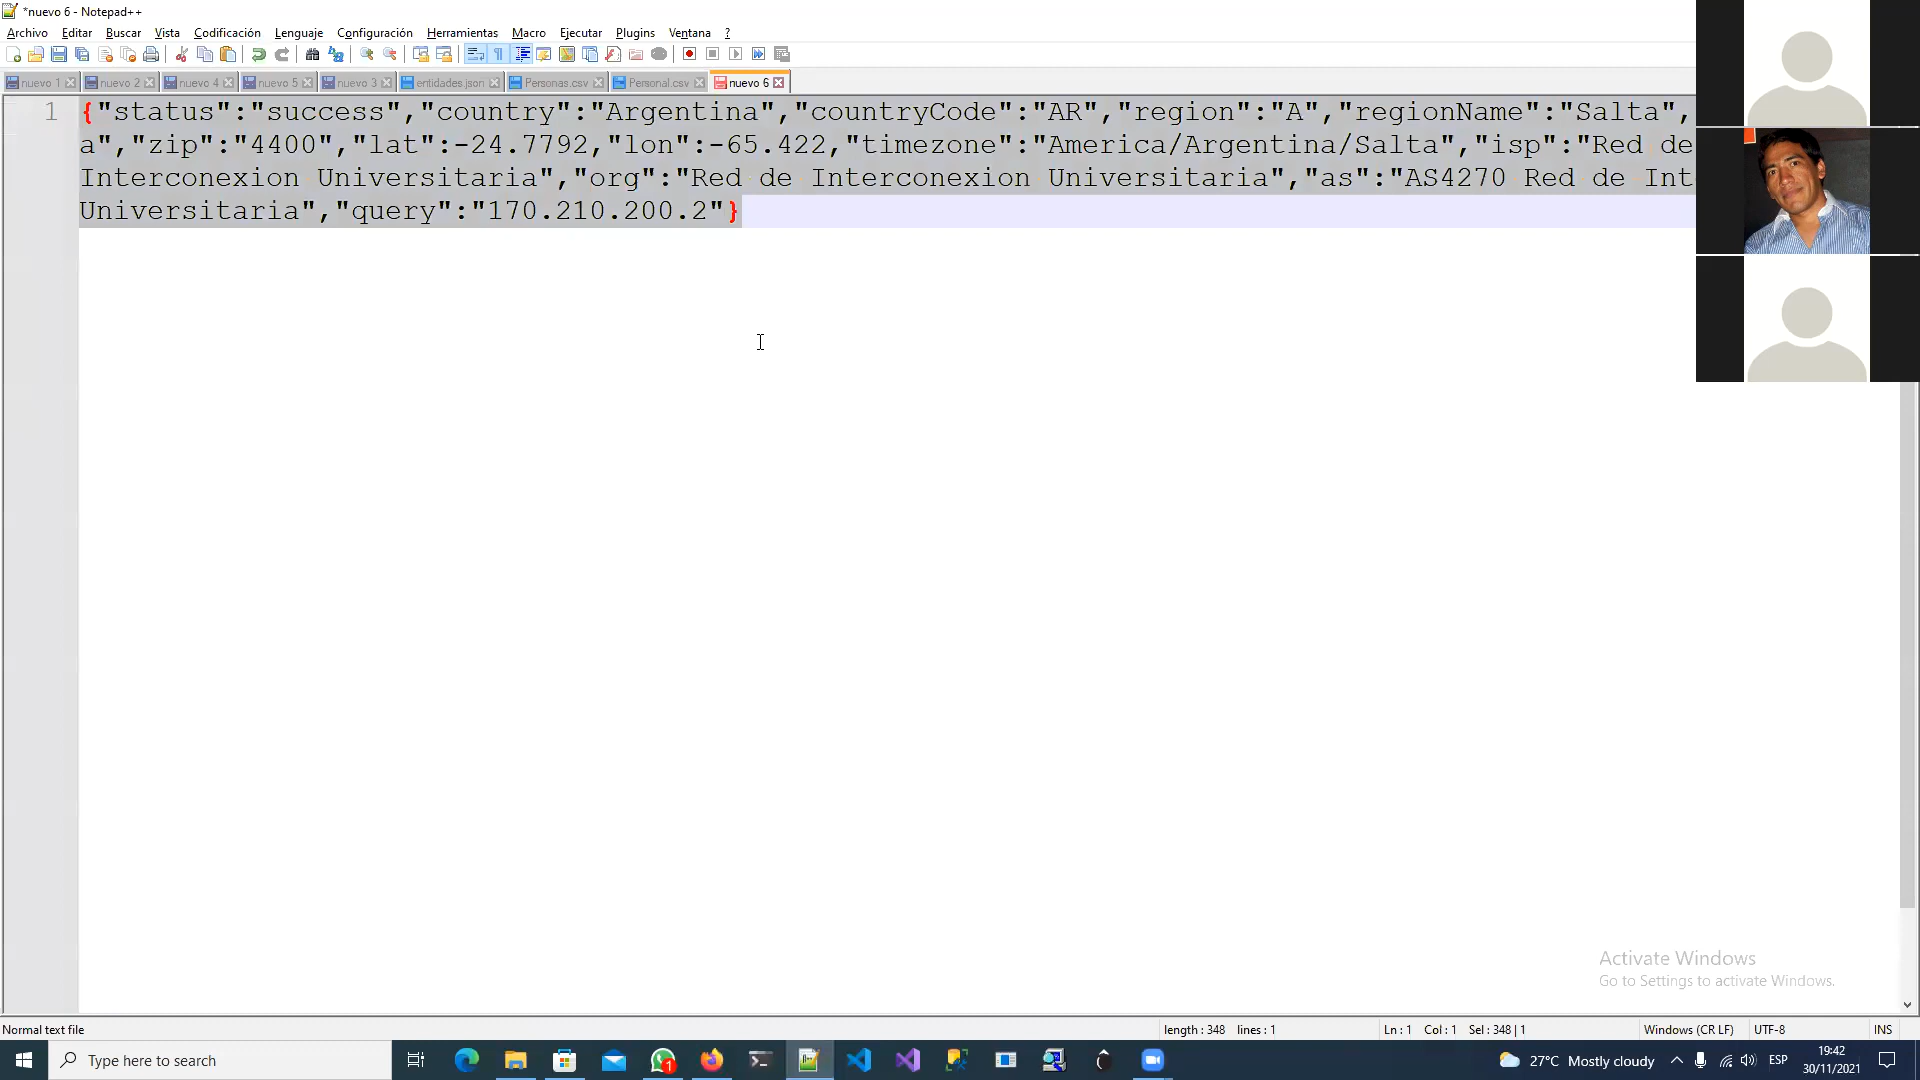 *nuevo 6 - Notepad++
Archivo Editar Buscar Vista Codificación Lenguaje Configuración Herramientas Macro Ejecutar Plugins Ventana ?
nuevo 1 nuevo 2 nuevo 4 nuevo 5 nuevo 3 entidades.json Personas.csv Personal.csv nuevo 6
1 {"status":"success","country":"Argentina","countryCode":"AR","region":"A","regionName":"Salta",
a","zip":"4400","lat":-24.7792,"lon":-65.422,"timezone":"America/Argentina/Salta","isp":"Red de
Interconexion Universitaria","org":"Red de Interconexion Universitaria","as":"AS4270 Red de Int
Universitaria","query":"170.210.200.2"}
Activate Windows
Go to Settings to activate Windows.
Normal text file length : 348 lines : 1 Ln : 1 Col : 1 Sel : 348 | 1 Windows (CR LF) UTF-8 INS
Type here to search 1 27°C Mostly cloudy ESP 19:42
30/11/2021